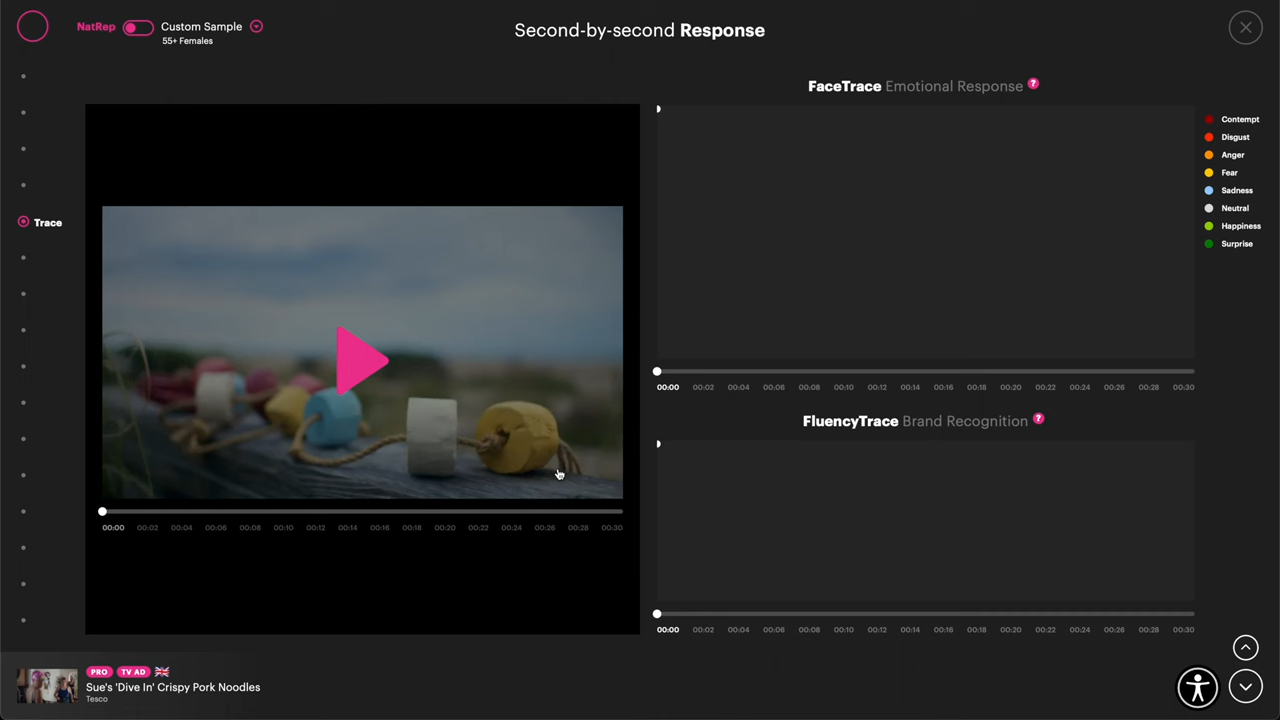 NatRep Custom Sample
55+ Females
Second-by-second Response
Trace
FaceTrace Emotional Response ?
Contempt
Disgust
Anger
Fear
Sadness
Neutral
Happiness
Surprise
00:00 00:02 00:04 00:06 00:08 00:10 00:12 00:14 00:16 00:18 00:20 00:22 00:24 00:26 00:28 00:30
FluencyTrace Brand Recognition ?
00:00 00:02 00:04 00:06 00:08 00:10 00:12 00:14 00:16 00:18 00:20 00:22 00:24 00:26 00:28 00:30
00:00 00:02 00:04 00:06 00:08 00:10 00:12 00:14 00:16 00:18 00:20 00:22 00:24 00:26 00:28 00:30
PRO TV AD
Sue's 'Dive In' Crispy Pork Noodles
Tesco